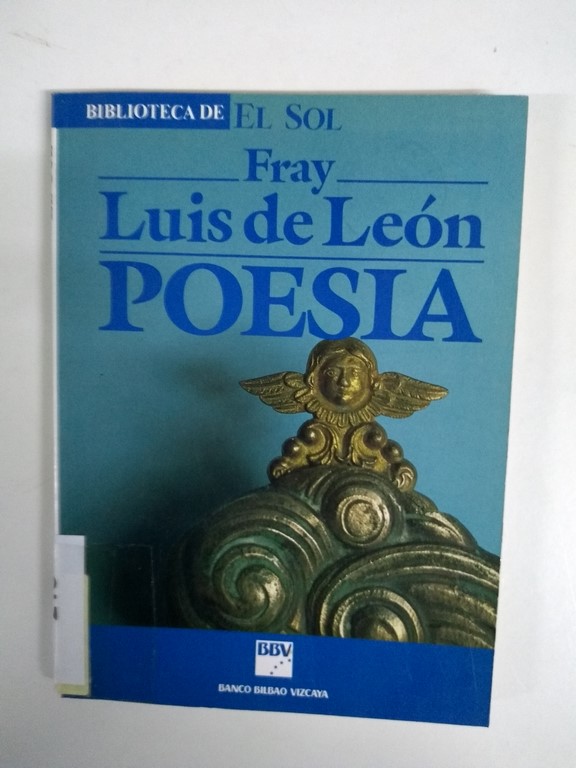 BIBLIOTECA DE EL SOL
Fray
Luis de León
POESIA
BBV
BANCO BILBAO VIZCAYA